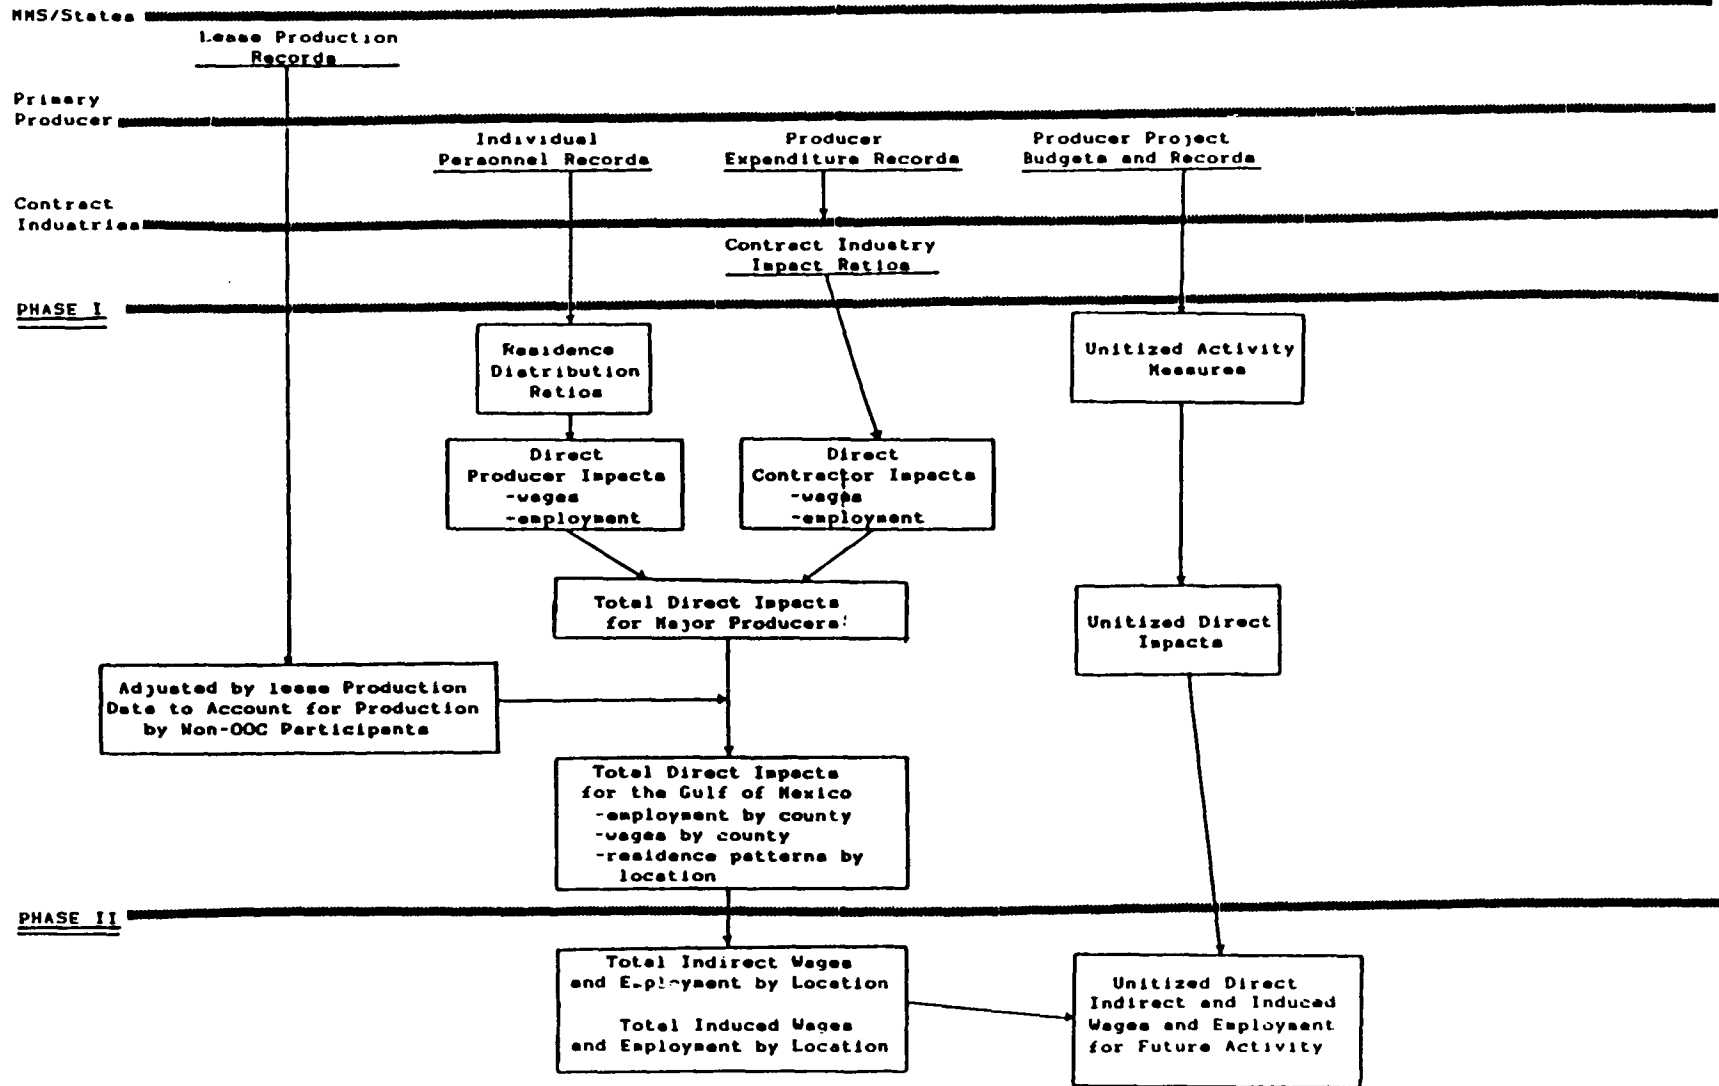 MMS/States
Lease Production
Records
Primary
Producer
Individual
Personnel Records
Producer
Expenditure Records
Producer Project
Budgets and Records
Contract
Industries
Contract Industry
Impact Ratios
PHASE I
Residence
Distribution
Ratios
Unitized Activity
Measures
Direct
Producer Impacts
-wages
-employment
Direct
Contractor Impacts
-wages
-employment
Total Direct Impacts
for Major Producers
Unitized Direct
Impacts
Adjusted by lease Production
Data to Account for Production
by Non-OOC Participants
Total Direct Impacts
for the Gulf of Mexico
-employment by county
-wages by county
-residence patterns by
location
PHASE II
Total Indirect Wages
and Employment by Location
Total Induced Wages
and Employment by Location
Unitized Direct
Indirect and Induced
Wages and Employment
for Future Activity